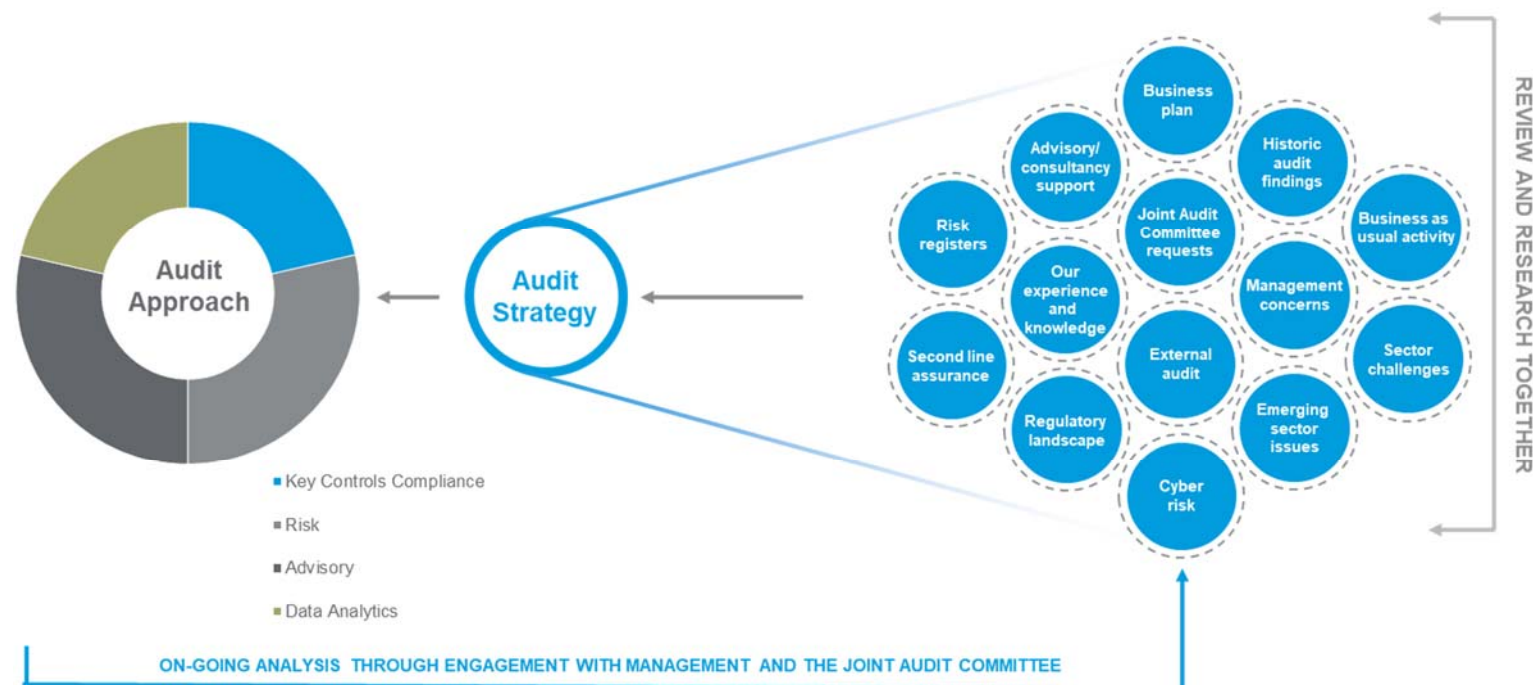 Audit
Approach
Key Controls Compliance
Risk
Advisory
Data Analytics
Audit
Strategy
Business
plan
Advisory/
consultancy
support
Historic
audit
findings
Risk
registers
Joint Audit
Committee
requests
Business as
usual activity
Our
experience
and
knowledge
Management
concerns
Second line
assurance
External
audit
Sector
challenges
Regulatory
landscape
Emerging
sector
issues
Cyber
risk
REVIEW AND RESEARCH TOGETHER
ON-GOING ANALYSIS THROUGH ENGAGEMENT WITH MANAGEMENT AND THE JOINT AUDIT COMMITTEE